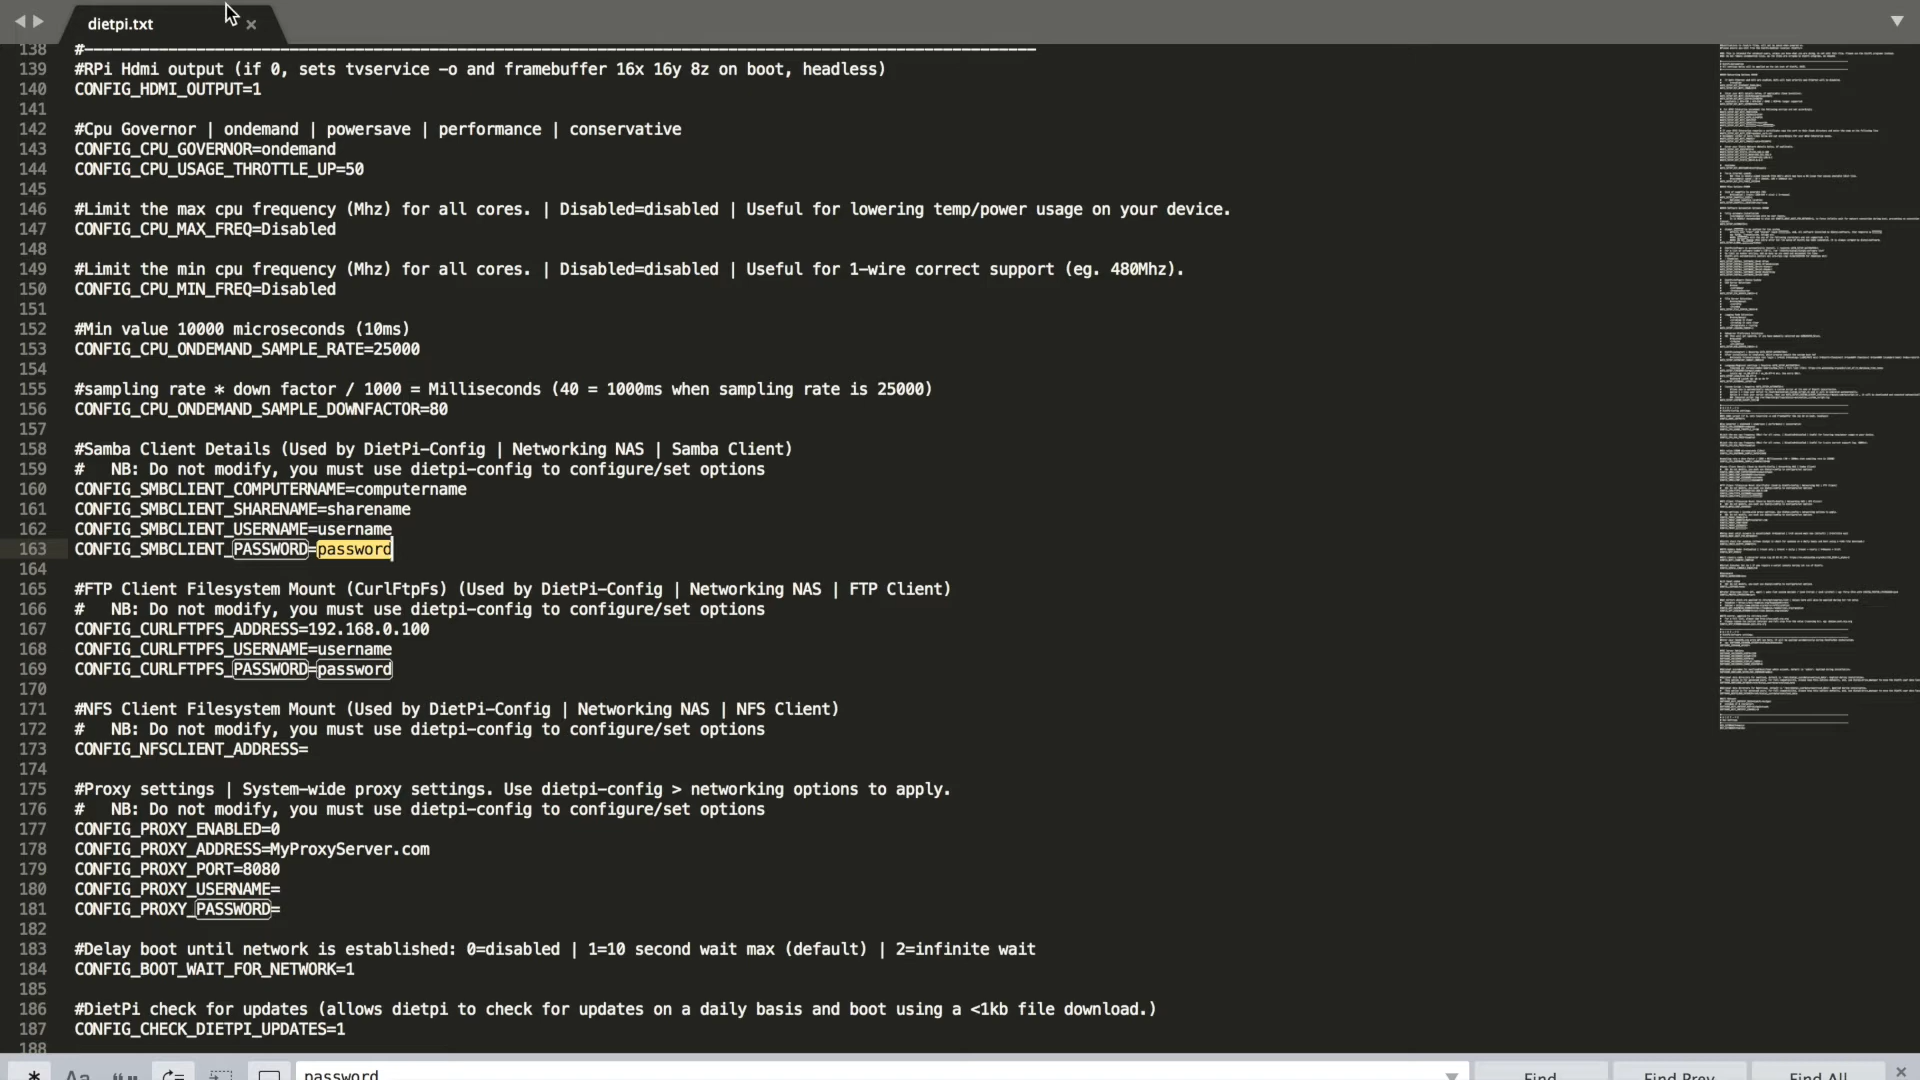 dietpi.txt
138 #————————————————————————————————————————
139 #RPi Hdmi output (if 0, sets tvservice -o and framebuffer 16x 16y 8z on boot, headless)
140 CONFIG_HDMI_OUTPUT=1
141
142 #Cpu Governor | ondemand | powersave | performance | conservative
143 CONFIG_CPU_GOVERNOR=ondemand
144 CONFIG_CPU_USAGE_THROTTLE_UP=50
145
146 #Limit the max cpu frequency (Mhz) for all cores. | Disabled=disabled | Useful for lowering temp/power usage on your device.
147 CONFIG_CPU_MAX_FREQ=Disabled
148
149 #Limit the min cpu frequency (Mhz) for all cores. | Disabled=disabled | Useful for 1-wire correct support (eg. 480Mhz).
150 CONFIG_CPU_MIN_FREQ=Disabled
151
152 #Min value 10000 microseconds (10ms)
153 CONFIG_CPU_ONDEMAND_SAMPLE_RATE=25000
154
155 #sampling rate * down factor / 1000 = Milliseconds (40 = 1000ms when sampling rate is 25000)
156 CONFIG_CPU_ONDEMAND_SAMPLE_DOWNFACTOR=80
157
158 #Samba Client Details (Used by DietPi-Config | Networking NAS | Samba Client)
159 #   NB: Do not modify, you must use dietpi-config to configure/set options
160 CONFIG_SMBCLIENT_COMPUTERNAME=computername
161 CONFIG_SMBCLIENT_SHARENAME=sharename
162 CONFIG_SMBCLIENT_USERNAME=username
163 CONFIG_SMBCLIENT_PASSWORD=password
164
165 #FTP Client Filesystem Mount (CurlFtpFs) (Used by DietPi-Config | Networking NAS | FTP Client)
166 #   NB: Do not modify, you must use dietpi-config to configure/set options
167 CONFIG_CURLFTPFS_ADDRESS=192.168.0.100
168 CONFIG_CURLFTPFS_USERNAME=username
169 CONFIG_CURLFTPFS_PASSWORD=password
170
171 #NFS Client Filesystem Mount (Used by DietPi-Config | Networking NAS | NFS Client)
172 #   NB: Do not modify, you must use dietpi-config to configure/set options
173 CONFIG_NFSCLIENT_ADDRESS=
174
175 #Proxy settings | System-wide proxy settings. Use dietpi-config > networking options to apply.
176 #   NB: Do not modify, you must use dietpi-config to configure/set options
177 CONFIG_PROXY_ENABLED=0
178 CONFIG_PROXY_ADDRESS=MyProxyServer.com
179 CONFIG_PROXY_PORT=8080
180 CONFIG_PROXY_USERNAME=
181 CONFIG_PROXY_PASSWORD=
182
183 #Delay boot until network is established: 0=disabled | 1=10 second wait max (default) | 2=infinite wait
184 CONFIG_BOOT_WAIT_FOR_NETWORK=1
185
186 #DietPi check for updates (allows dietpi to check for updates on a daily basis and boot using a <1kb file download.)
187 CONFIG_CHECK_DIETPI_UPDATES=1
188
.* Aa “” password Find Find Prev Find All